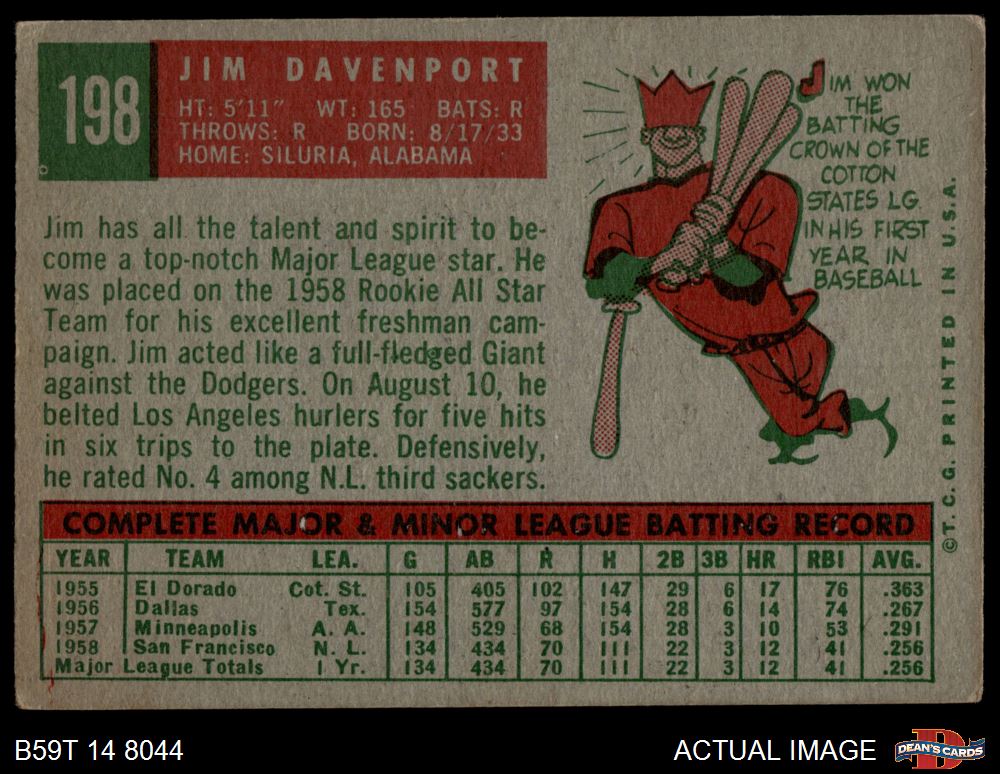 198
JIM DAVENPORT
HT: 5'11" WT: 165 BATS: R
THROWS: R BORN: 8/17/33
HOME: SILURIA, ALABAMA
Jim has all the talent and spirit to be-
come a top-notch Major League star. He
was placed on the 1958 Rookie All Star
Team for his excellent freshman cam-
paign. Jim acted like a full-fledged Giant
against the Dodgers. On August 10, he
belted Los Angeles hurlers for five hits
in six trips to the plate. Defensively,
he rated No. 4 among N.L. third sackers.
JIM WON
THE
BATTING
CROWN OF THE
COTTON
STATES LG.
IN HIS FIRST
YEAR IN
BASEBALL
©T. C. G. PRINTED IN U.S.A.
COMPLETE MAJOR & MINOR LEAGUE BATTING RECORD
YEAR TEAM LEA. G AB R H 2B 3B HR RBI AVG.
1955 El Dorado Cot. St. 105 405 102 147 29 6 17 76 .363
1956 Dallas Tex. 154 577 97 154 28 6 14 74 .267
1957 Minneapolis A. A. 148 529 68 154 28 3 10 53 .291
1958 San Francisco N. L. 134 434 70 111 22 3 12 41 .256
Major League Totals 1 Yr. 134 434 70 111 22 3 12 41 .256
B59T 14 8044
ACTUAL IMAGE
DEAN'S CARDS